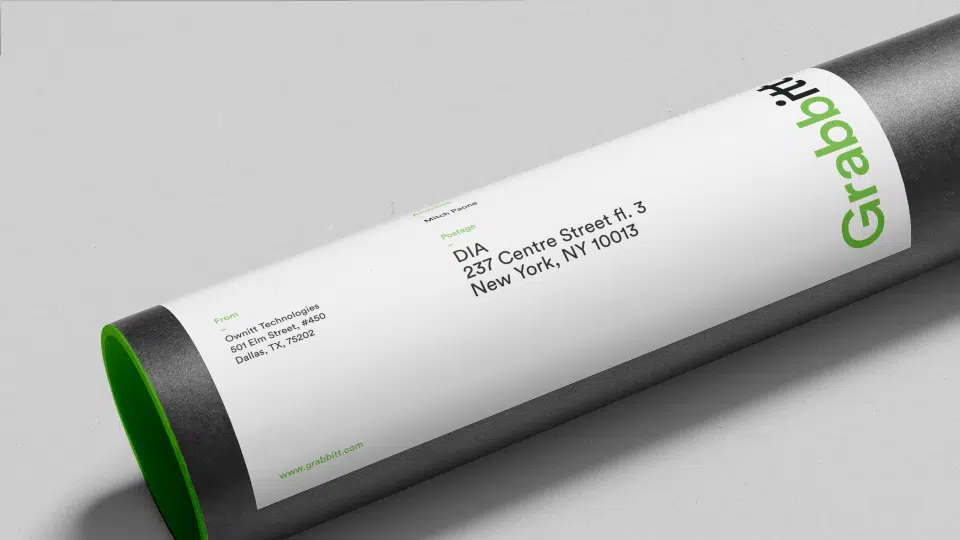 Grabbitt
Mitch Paone
Postage
DIA
237 Centre Street fl. 3
New York, NY 10013
From
Ownitt Technologies
501 Elm Street, #450
Dallas, TX, 75202
www.grabbitt.com